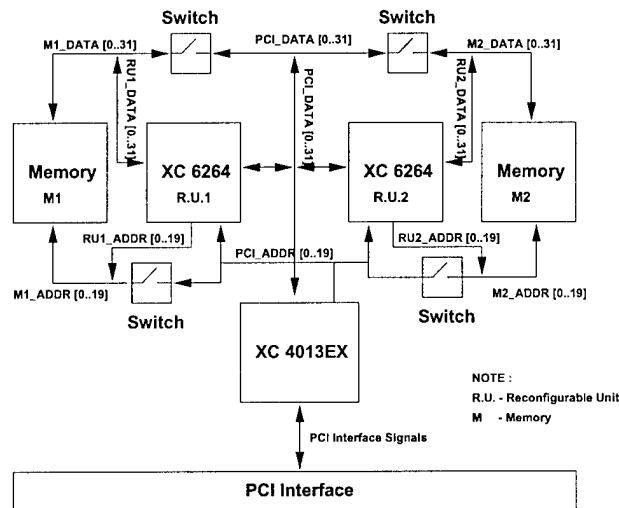 Switch
Switch
M1_DATA [0..31]
PCI_DATA [0..31]
M2_DATA [0..31]
RU1_DATA [0..31]
PCI_DATA [0..31]
RU2_DATA [0..31]
Memory
M1
XC 6264
R.U.1
XC 6264
R.U.2
Memory
M2
RU1_ADDR [0..19]
PCI_ADDR [0..19]
RU2_ADDR [0..19]
M1_ADDR [0..19]
M2_ADDR [0..19]
Switch
Switch
XC 4013EX
NOTE :
R.U. - Reconfigurable Unit
M - Memory
PCI Interface Signals
PCI Interface